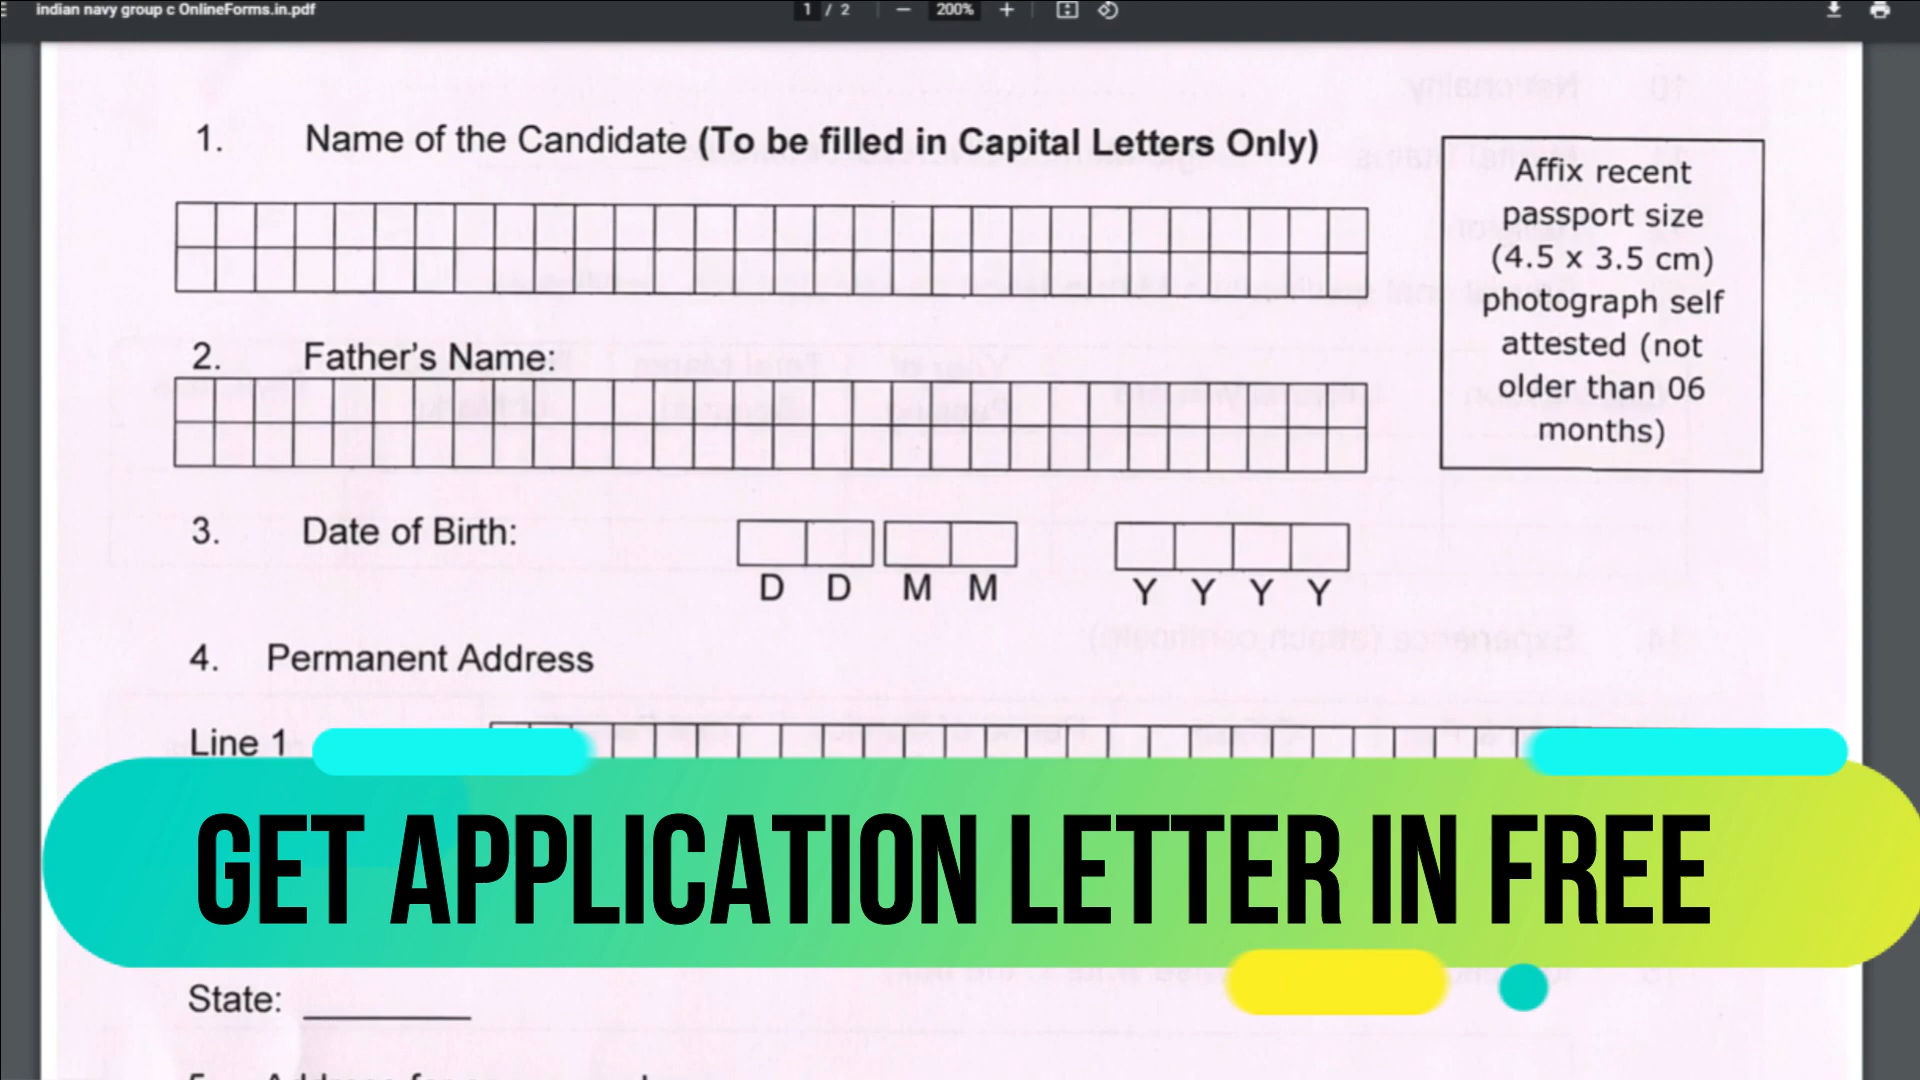 indian navy group c OnlineForms.in.pdf
1 / 2
200%
1. Name of the Candidate (To be filled in Capital Letters Only)
Affix recent
passport size
(4.5 x 3.5 cm)
photograph self
attested (not
older than 06
months)
2. Father's Name:
3. Date of Birth:
D D M M Y Y Y Y
4. Permanent Address
Line 1
GET APPLICATION LETTER IN FREE
State: